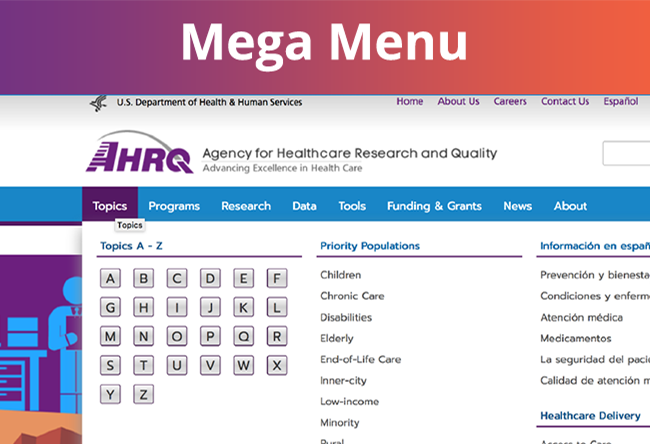 Mega Menu
U.S. Department of Health & Human Services
Home About Us Careers Contact Us Español
AHRQ
Agency for Healthcare Research and Quality
Advancing Excellence in Health Care
Topics Programs Research Data Tools Funding & Grants News About
Topics
Topics A - Z
A B C D E F
G H I J K L
M N O P Q R
S T U V W X
Y Z
Priority Populations
Children
Chronic Care
Disabilities
Elderly
End-of-Life Care
Inner-city
Low-income
Minority
Rural
Información en españ
Prevención y bienesta
Condiciones y enferme
Atención médica
Medicamentos
La seguridad del paci
Calidad de atención m
Healthcare Delivery
Access to Care